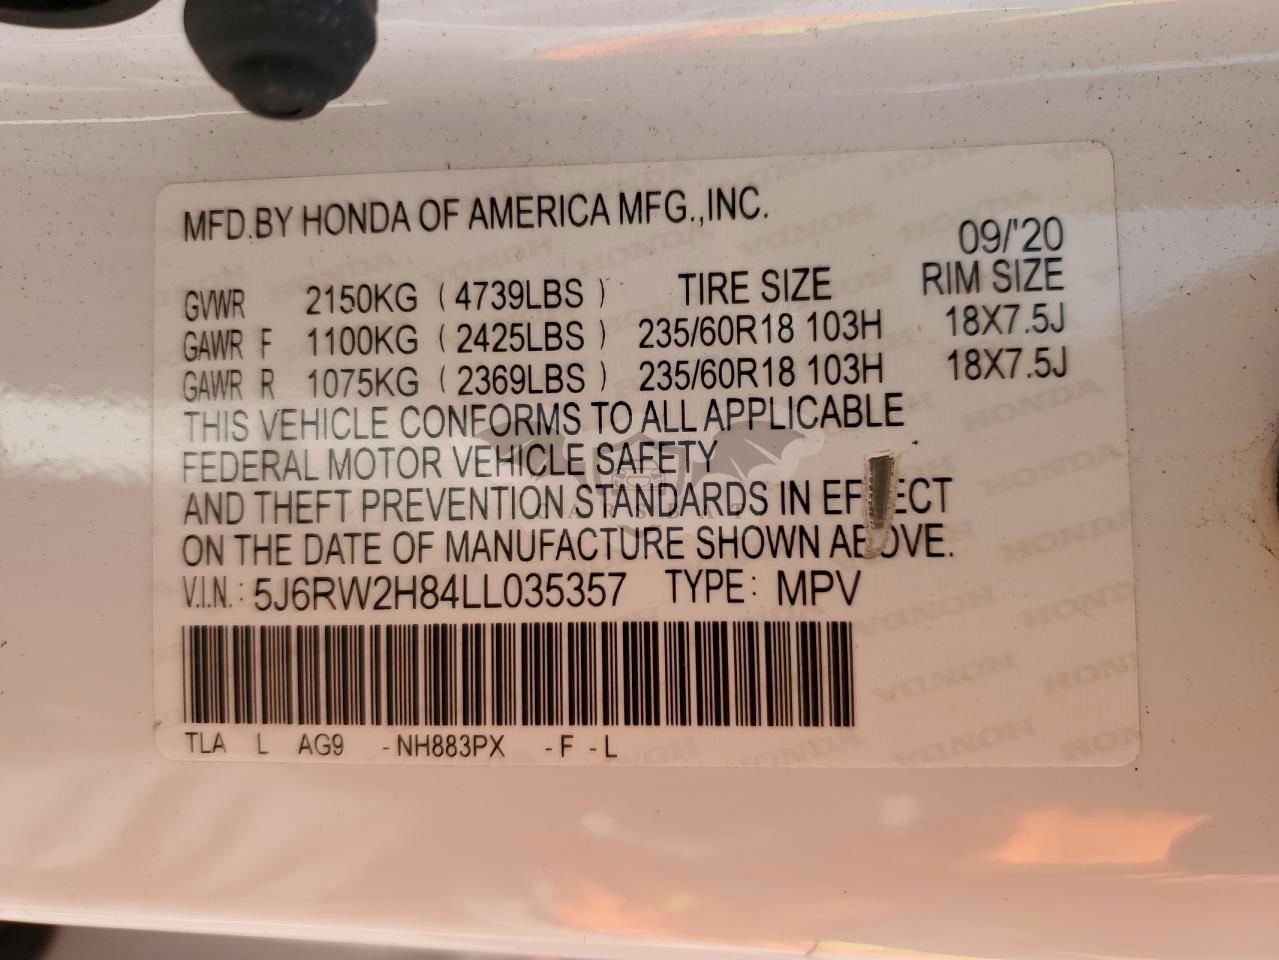 MFD.BY HONDA OF AMERICA MFG.,INC.
09/'20
GVWR 2150KG ( 4739LBS ) TIRE SIZE RIM SIZE
GAWR F 1100KG ( 2425LBS ) 235/60R18 103H 18X7.5J
GAWR R 1075KG ( 2369LBS ) 235/60R18 103H 18X7.5J
THIS VEHICLE CONFORMS TO ALL APPLICABLE
FEDERAL MOTOR VEHICLE SAFETY
AND THEFT PREVENTION STANDARDS IN EFFECT
ON THE DATE OF MANUFACTURE SHOWN ABOVE.
V.I.N.: 5J6RW2H84LL035357 TYPE: MPV
TLA L AG9 -NH883PX -F -L